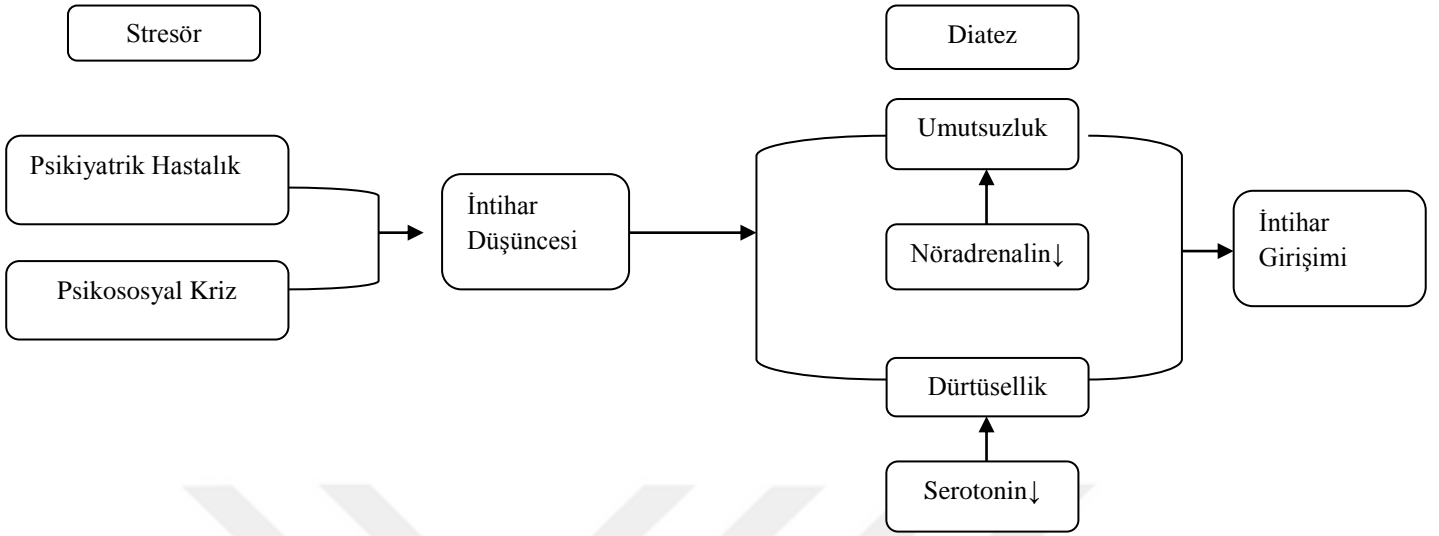 Stresör
Diatez
Psikiyatrik Hastalık
Psikososyal Kriz
İntihar
Düşüncesi
Umutsuzluk
Nöradrenalin↓
Dürtüsellik
Serotonin↓
İntihar
Girişimi